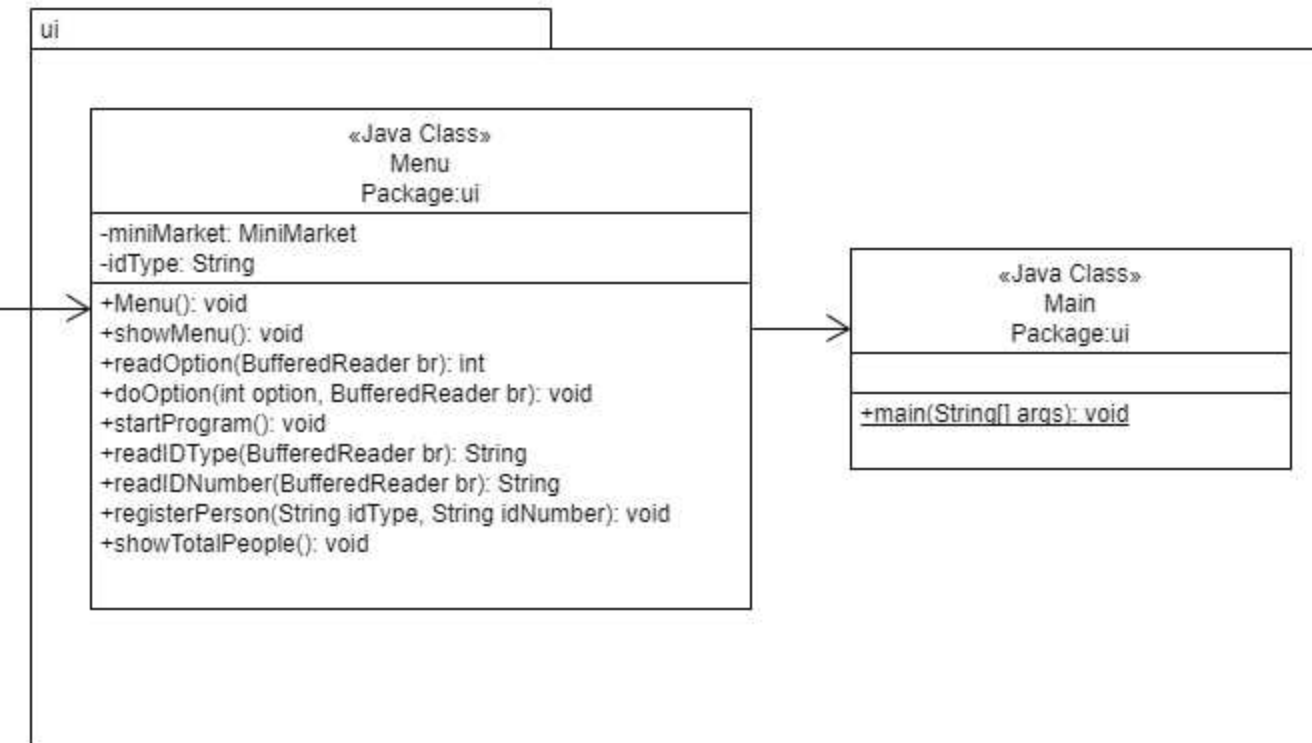 ui
«Java Class»
Menu
Package:ui
-miniMarket: MiniMarket
-idType: String
+Menu(): void
+showMenu(): void
+readOption(BufferedReader br): int
+doOption(int option, BufferedReader br): void
+startProgram(): void
+readIDType(BufferedReader br): String
+readIDNumber(BufferedReader br): String
+registerPerson(String idType, String idNumber): void
+showTotalPeople(): void
«Java Class»
Main
Package:ui
+main(String[] args): void